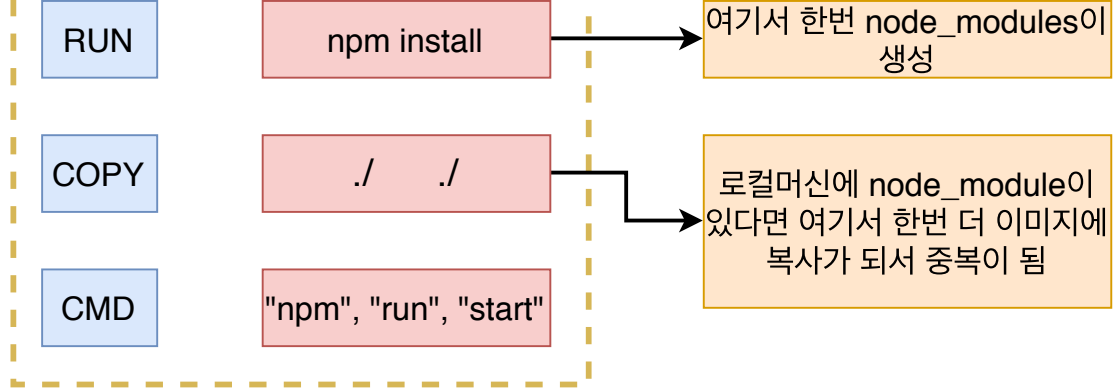 RUN
npm install
여기서 한번 node_modules이
생성
COPY
./ ./
로컬머신에 node_module이
있다면 여기서 한번 더 이미지에
복사가 되서 중복이 됨
CMD
"npm", "run", "start"